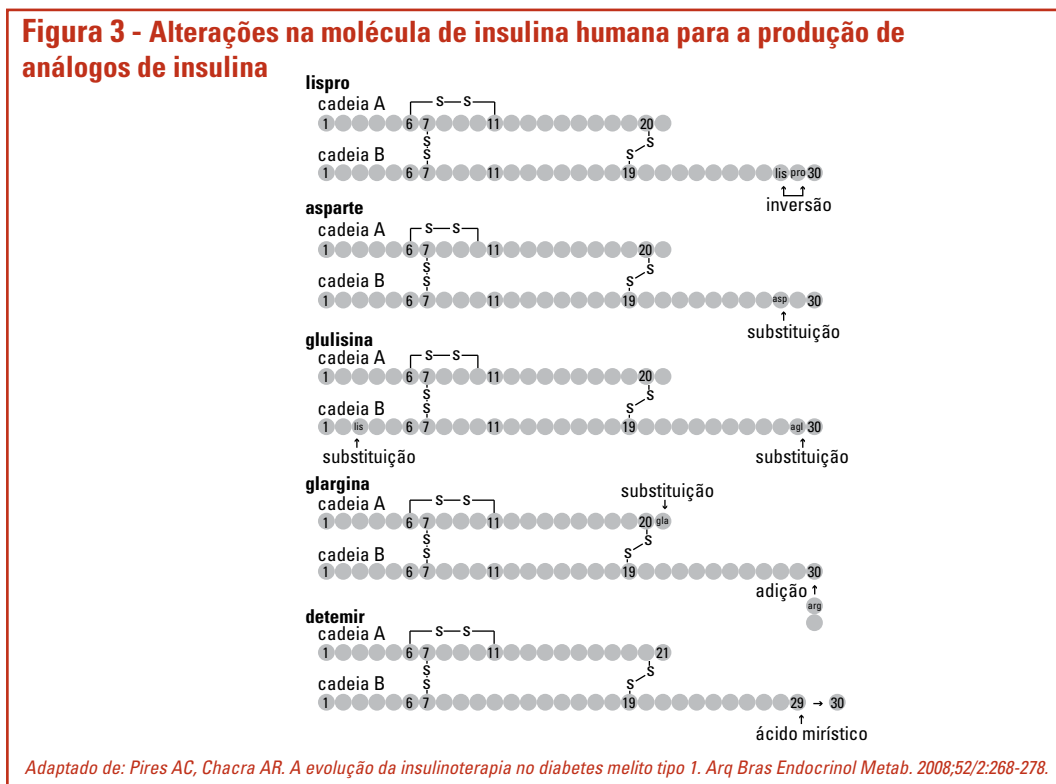 Figura 3 - Alterações na molécula de insulina humana para a produção de
análogos de insulina
lispro
cadeia A
S S
1 6 7 11 20
S S
S S
cadeia B
1 6 7 11 19 lis pro 30
inversão
asparte
cadeia A
S S
1 6 7 11 20
S S
S S
cadeia B
1 6 7 11 19 asp 30
substituição
glulisina
cadeia A
S S
1 6 7 11 20
S S
S S
cadeia B
1 lis 6 7 11 19 agl 30
substituição substituição
glargina
substituição
cadeia A
S S
1 6 7 11 20 gla
S S
S S
cadeia B
1 6 7 11 19 30
adição
arg
detemir
cadeia A
S S
1 6 7 11 21
S S
S S
cadeia B
1 6 7 11 19 29 → 30
ácido mirístico
Adaptado de: Pires AC, Chacra AR. A evolução da insulinoterapia no diabetes melito tipo 1. Arq Bras Endocrinol Metab. 2008;52/2:268-278.